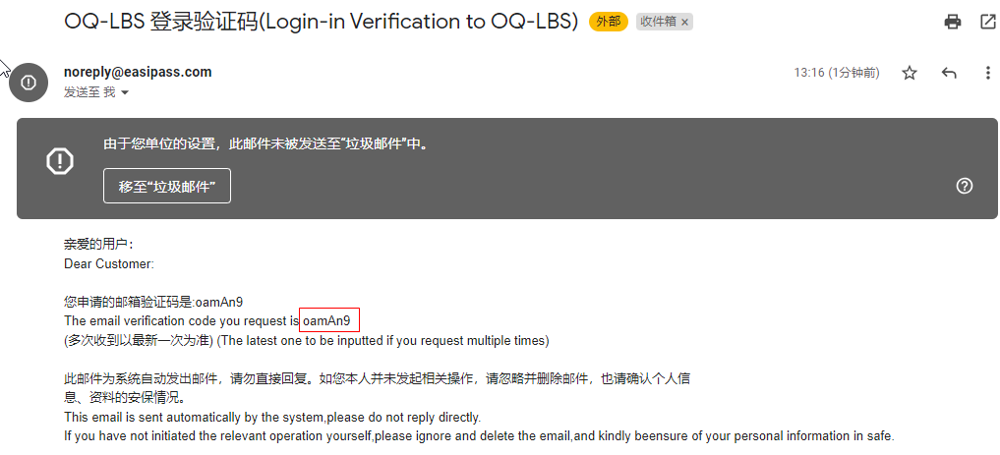 OQ-LBS 登录验证码(Login-in Verification to OQ-LBS) 外部 收件箱 ×
noreply@easipass.com 13:16 (1分钟前)
发送至 我
由于您单位的设置，此邮件未被发送至“垃圾邮件”中。
移至“垃圾邮件”
亲爱的用户：
Dear Customer:
您申请的邮箱验证码是:oamAn9
The email verification code you request is oamAn9
(多次收到以最新一次为准) (The latest one to be inputted if you request multiple times)
此邮件为系统自动发出邮件，请勿直接回复。如您本人并未发起相关操作，请忽略并删除邮件，也请确认个人信
息、资料的安保情况。
This email is sent automatically by the system,please do not reply directly.
If you have not initiated the relevant operation yourself,please ignore and delete the email,and kindly beensure of your personal information in safe.